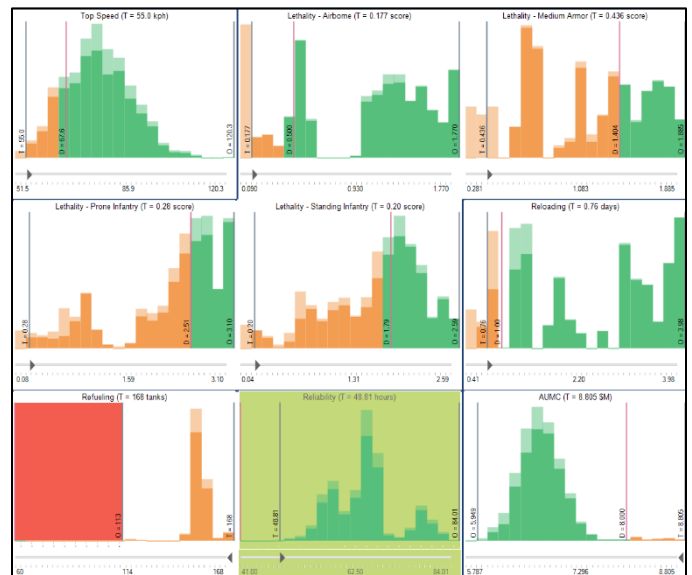 Top Speed (T = 55.0 kph)
T = 55.0
D = 67.6
O = 120.3
51.5 85.9 120.3
Lethality - Airborne (T = 0.177 score)
T = 0.177
D = 0.500
O = 1.770
0.090 0.930 1.770
Lethality - Medium Armor (T = 0.436 score)
T = 0.436
D = 1.404
O = 1.885
0.281 1.083 1.885
Lethality - Prone Infantry (T = 0.28 score)
T = 0.28
D = 2.51
O = 3.10
0.08 1.59 3.10
Lethality - Standing Infantry (T = 0.20 score)
T = 0.20
D = 1.79
O = 2.59
0.04 1.31 2.59
Reloading (T = 0.76 days)
T = 0.76
D = 1.00
O = 3.98
0.41 2.20 3.98
Refueling (T = 168 tanks)
O = 113
T = 168
60 114 168
Reliability (T = 48.81 hours)
T = 48.81
O = 84.01
41.00 62.50 84.01
AUMC (T = 8.805 $M)
O = 5.949
D = 8.000
T = 8.805
5.787 7.296 8.805